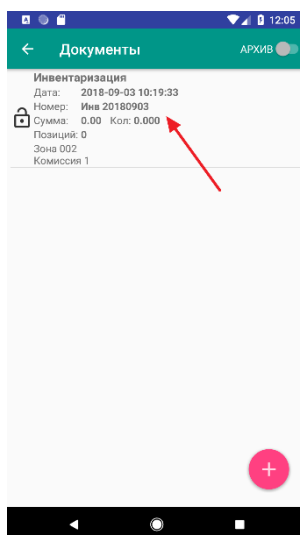 12:05
Документы АРХИВ
Инвентаризация
Дата: 2018-09-03 10:19:33
Номер: Инв 20180903
Сумма: 0.00 Кол: 0.000
Позиций: 0
Зона 002
Комиссия 1